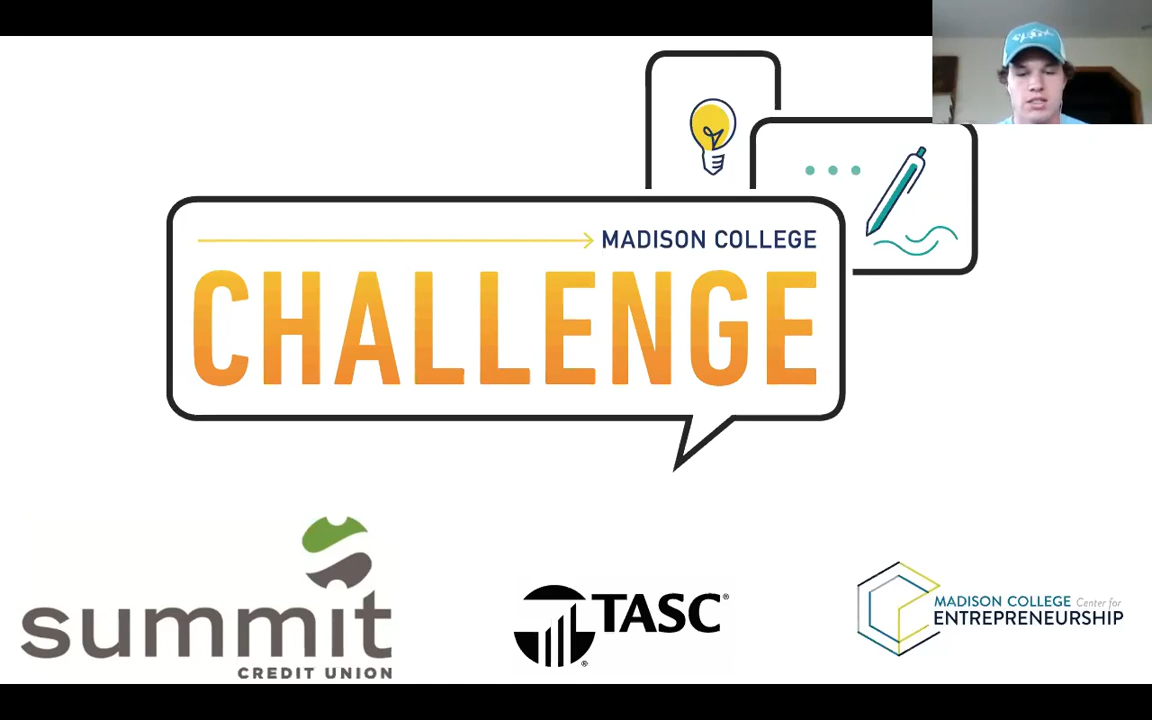 MADISON COLLEGE
CHALLENGE
summit
CREDIT UNION
TASC®
®
MADISON COLLEGE Center for
ENTREPRENEURSHIP